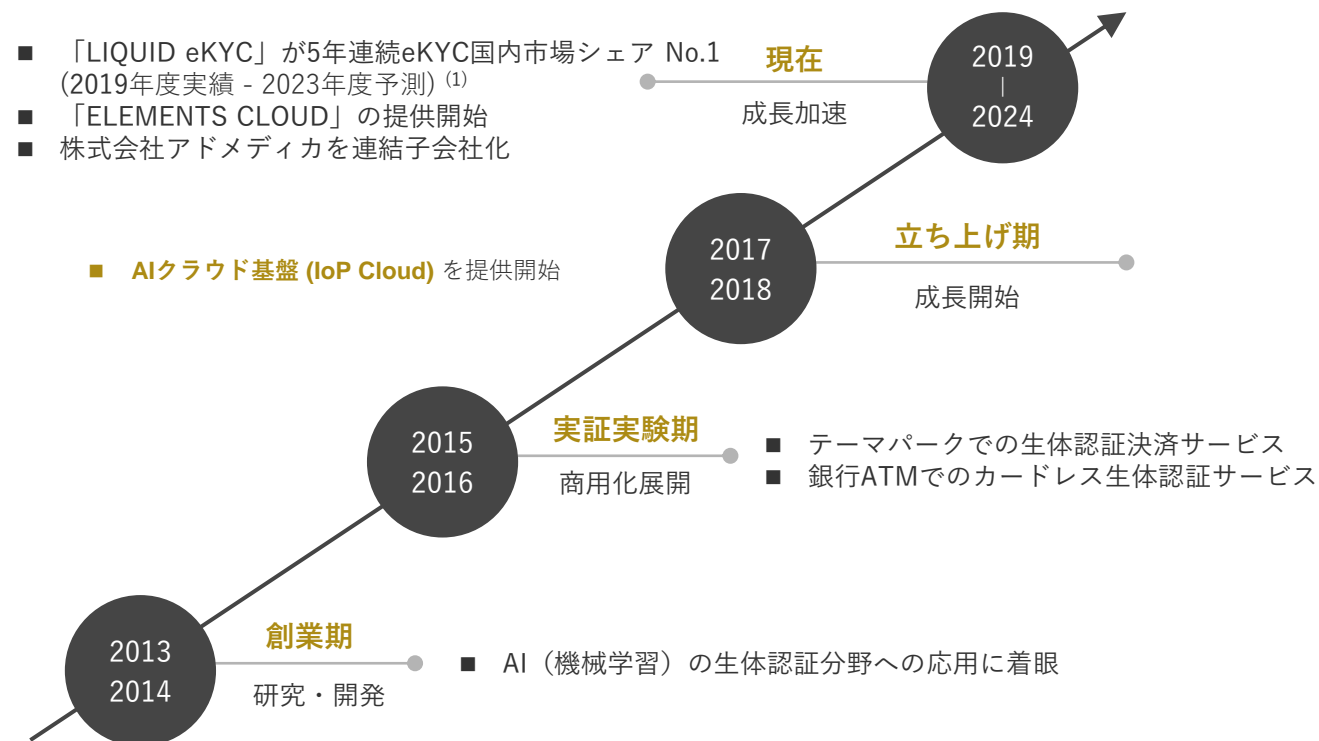 ■ 「LIQUID eKYC」が5年連続eKYC国内市場シェア No.1
(2019年度実績 - 2023年度予測) (1)
■ 「ELEMENTS CLOUD」の提供開始
■ 株式会社アドメディカを連結子会社化
現在
成長加速
2019
|
2024
■ AIクラウド基盤 (IoP Cloud) を提供開始
2017
2018
立ち上げ期
成長開始
2015
2016
実証実験期
商用化展開
■ テーマパークでの生体認証決済サービス
■ 銀行ATMでのカードレス生体認証サービス
2013
2014
創業期
研究・開発
■ AI（機械学習）の生体認証分野への応用に着眼